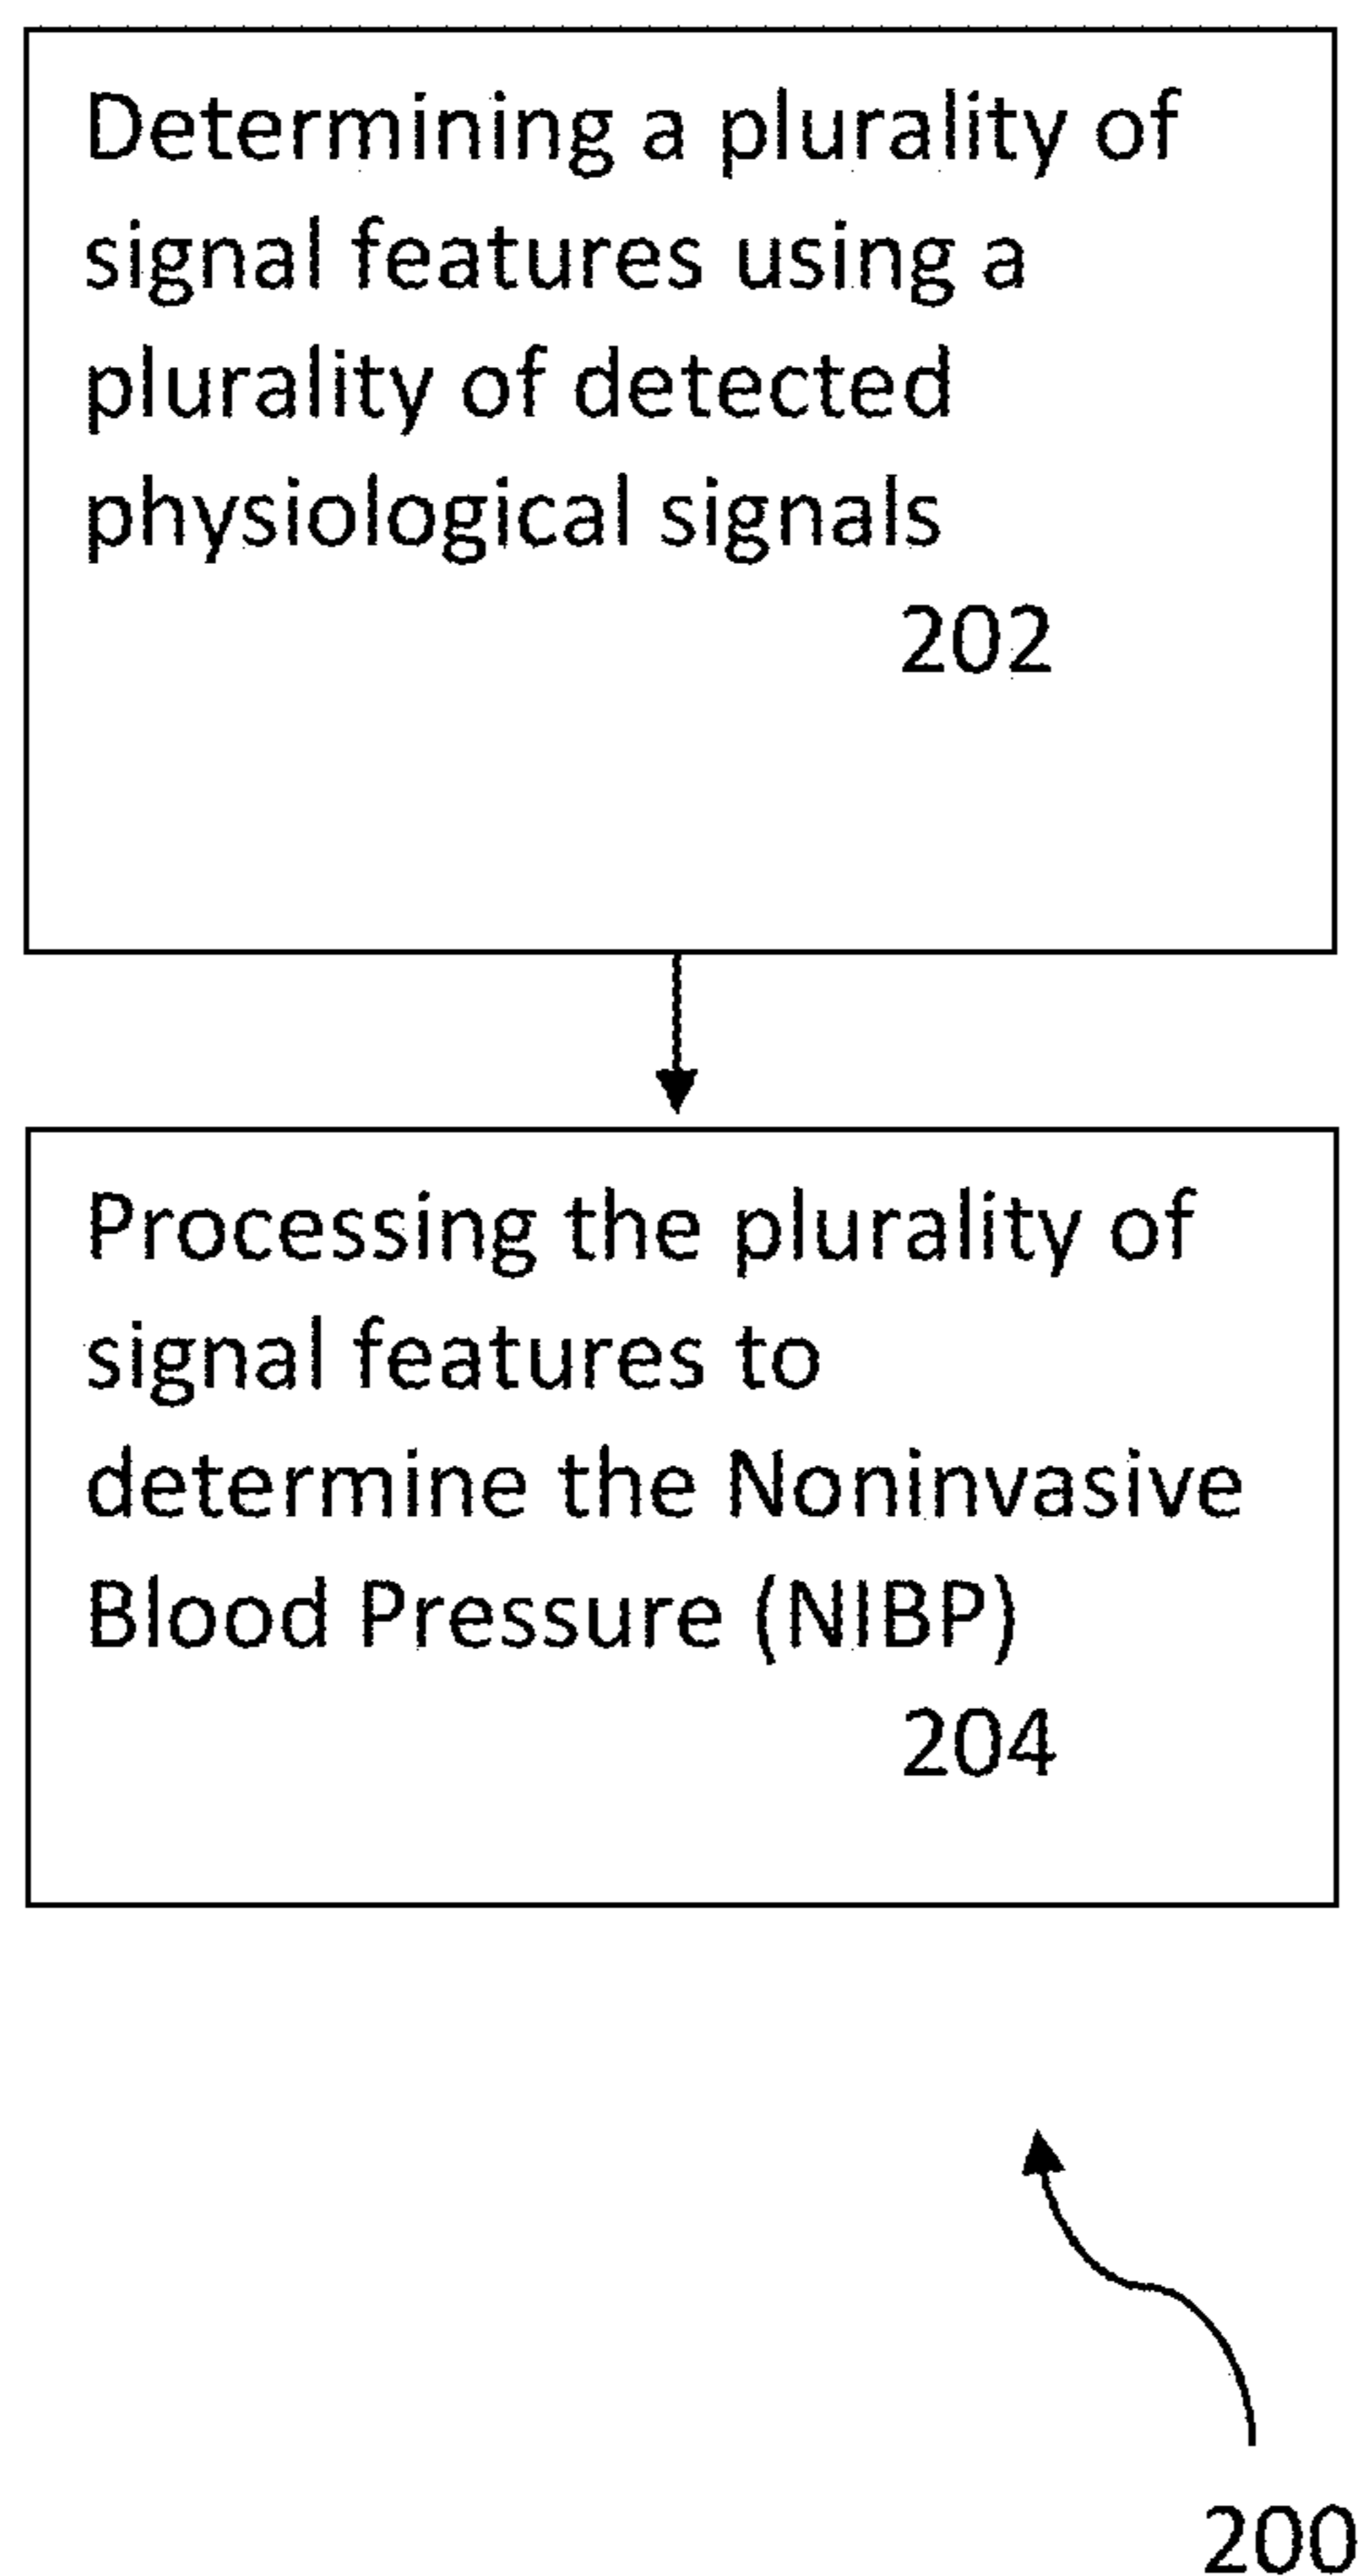 Determining a plurality of
signal features using a
plurality of detected
physiological signals
202
Processing the plurality of
signal features to
determine the Noninvasive
Blood Pressure (NIBP)
204
200